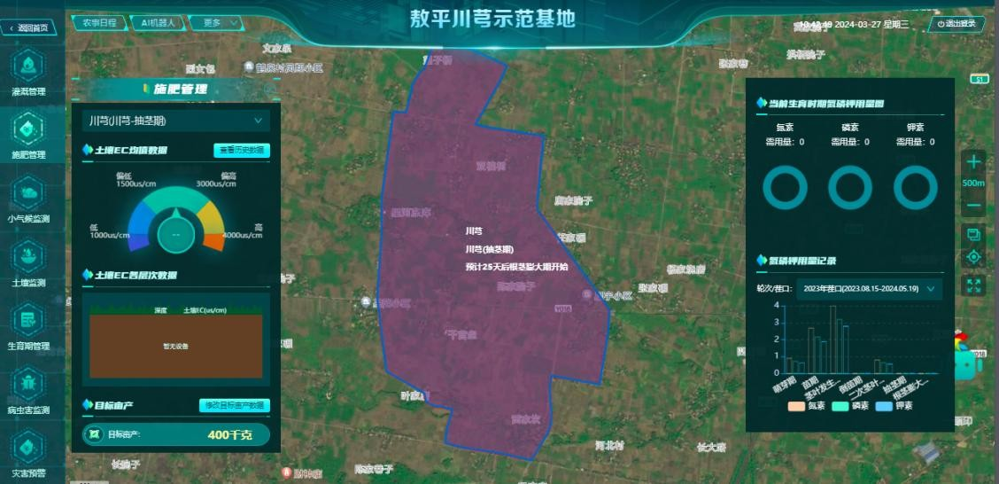 敖平川芎示范基地
返回首页
农事日程
AI机器人
更多
10:42:49 2024-03-27 星期三
退出登录
灌溉管理
施肥管理
小气候监测
土壤监测
生育期管理
病虫害监测
灾害预警
施肥管理
川芎(川芎-抽茎期)
土壤EC均值数据
查看历史数据
偏低
1500us/cm
偏高
3000us/cm
低
1000us/cm
高
4000us/cm
--
土壤EC各层次数据
深度 土壤EC(us/cm)
暂无设备
目标亩产
修改目标亩产数据
目标亩产:
400千克
川芎
川芎(抽茎期)
预计25天后根茎膨大期开始
河北村
长大路
Y018
当前生育时期氮磷钾用量图
氮素
需用量: 0
磷素
需用量: 0
钾素
需用量: 0
氮磷钾用量记录
轮次/茬口:
2023年茬口(2023.08.15-2024.05.19)
4
3
2
1
0
萌芽期
苗期
茎叶发生...
倒苗期
二次茎叶...
抽茎期
根茎膨大...
氮素
磷素
钾素
S1
500m